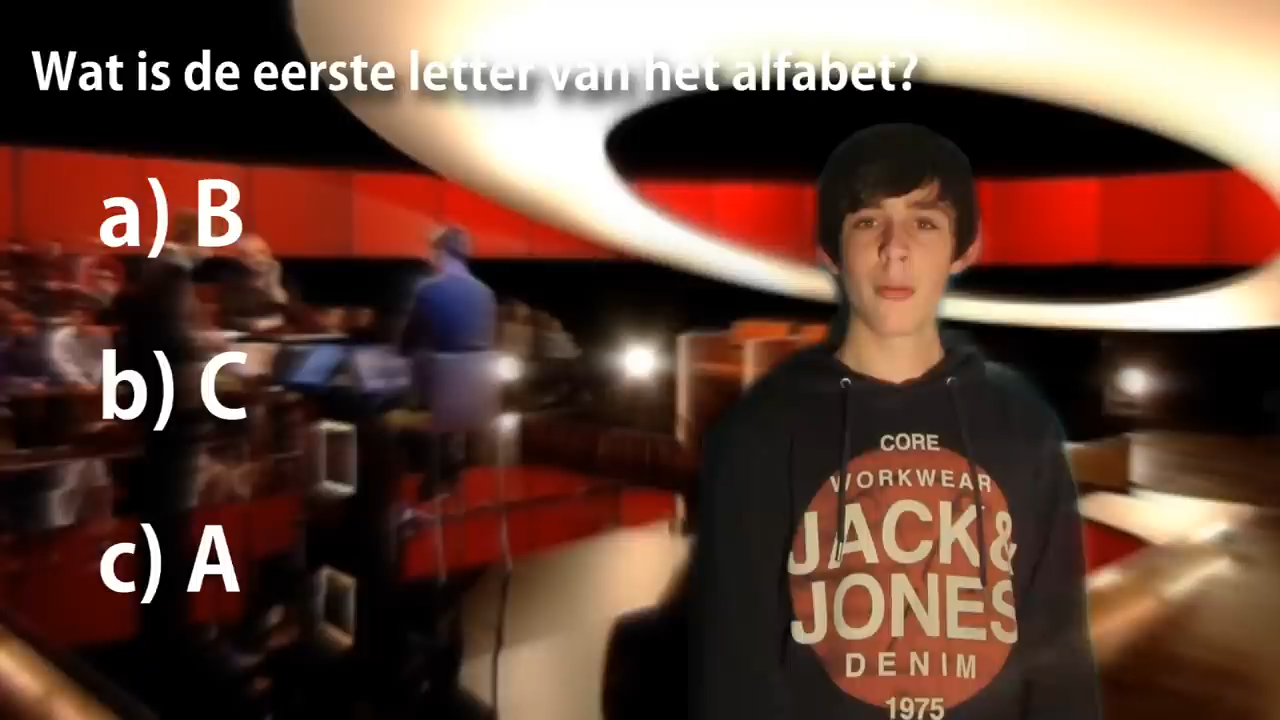 Wat is de eerste letter van het alfabet?
a) B
b) C
c) A
CORE
WORKWEAR
JACK &
JONES
DENIM
1975